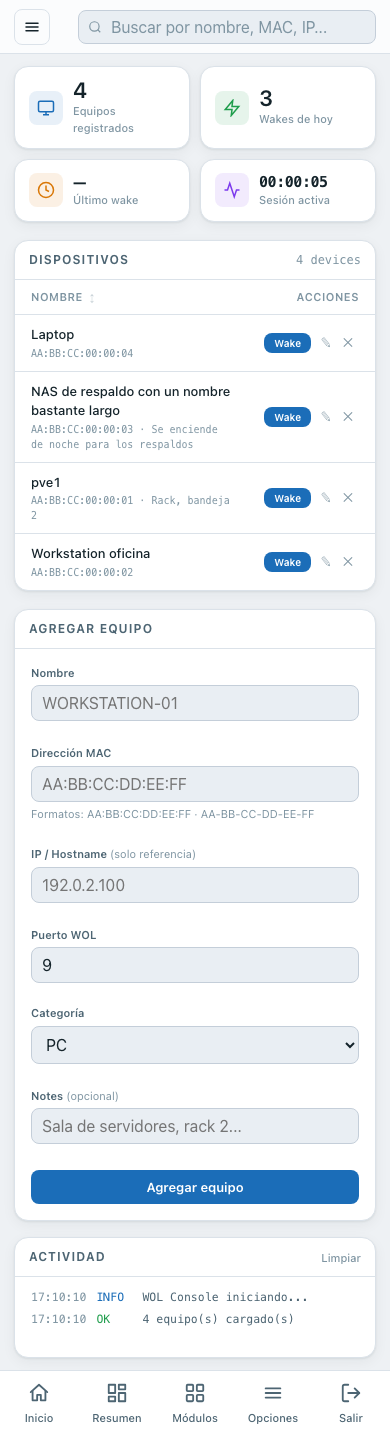 Buscar por nombre, MAC, IP...
4
Equipos
registrados
3
Wakes de hoy
—
Último wake
00:00:05
Sesión activa
DISPOSITIVOS
4 devices
NOMBRE ↕
ACCIONES
Laptop
AA:BB:CC:00:00:04
Wake
NAS de respaldo con un nombre
bastante largo
AA:BB:CC:00:00:03 · Se enciende
de noche para los respaldos
Wake
pve1
AA:BB:CC:00:00:01 · Rack, bandeja
2
Wake
Workstation oficina
AA:BB:CC:00:00:02
Wake
AGREGAR EQUIPO
Nombre
WORKSTATION-01
Dirección MAC
AA:BB:CC:DD:EE:FF
Formatos: AA:BB:CC:DD:EE:FF · AA-BB-CC-DD-EE-FF
IP / Hostname (solo referencia)
192.0.2.100
Puerto WOL
9
Categoría
PC
Notes (opcional)
Sala de servidores, rack 2...
Agregar equipo
ACTIVIDAD
Limpiar
17:10:10 INFO WOL Console iniciando...
17:10:10 OK 4 equipo(s) cargado(s)
Inicio
Resumen
Módulos
Opciones
Salir